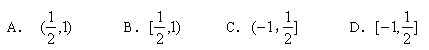 A. (1/2,1) B. [1/2,1) C. (−1,1/2] D. [−1,1/2]